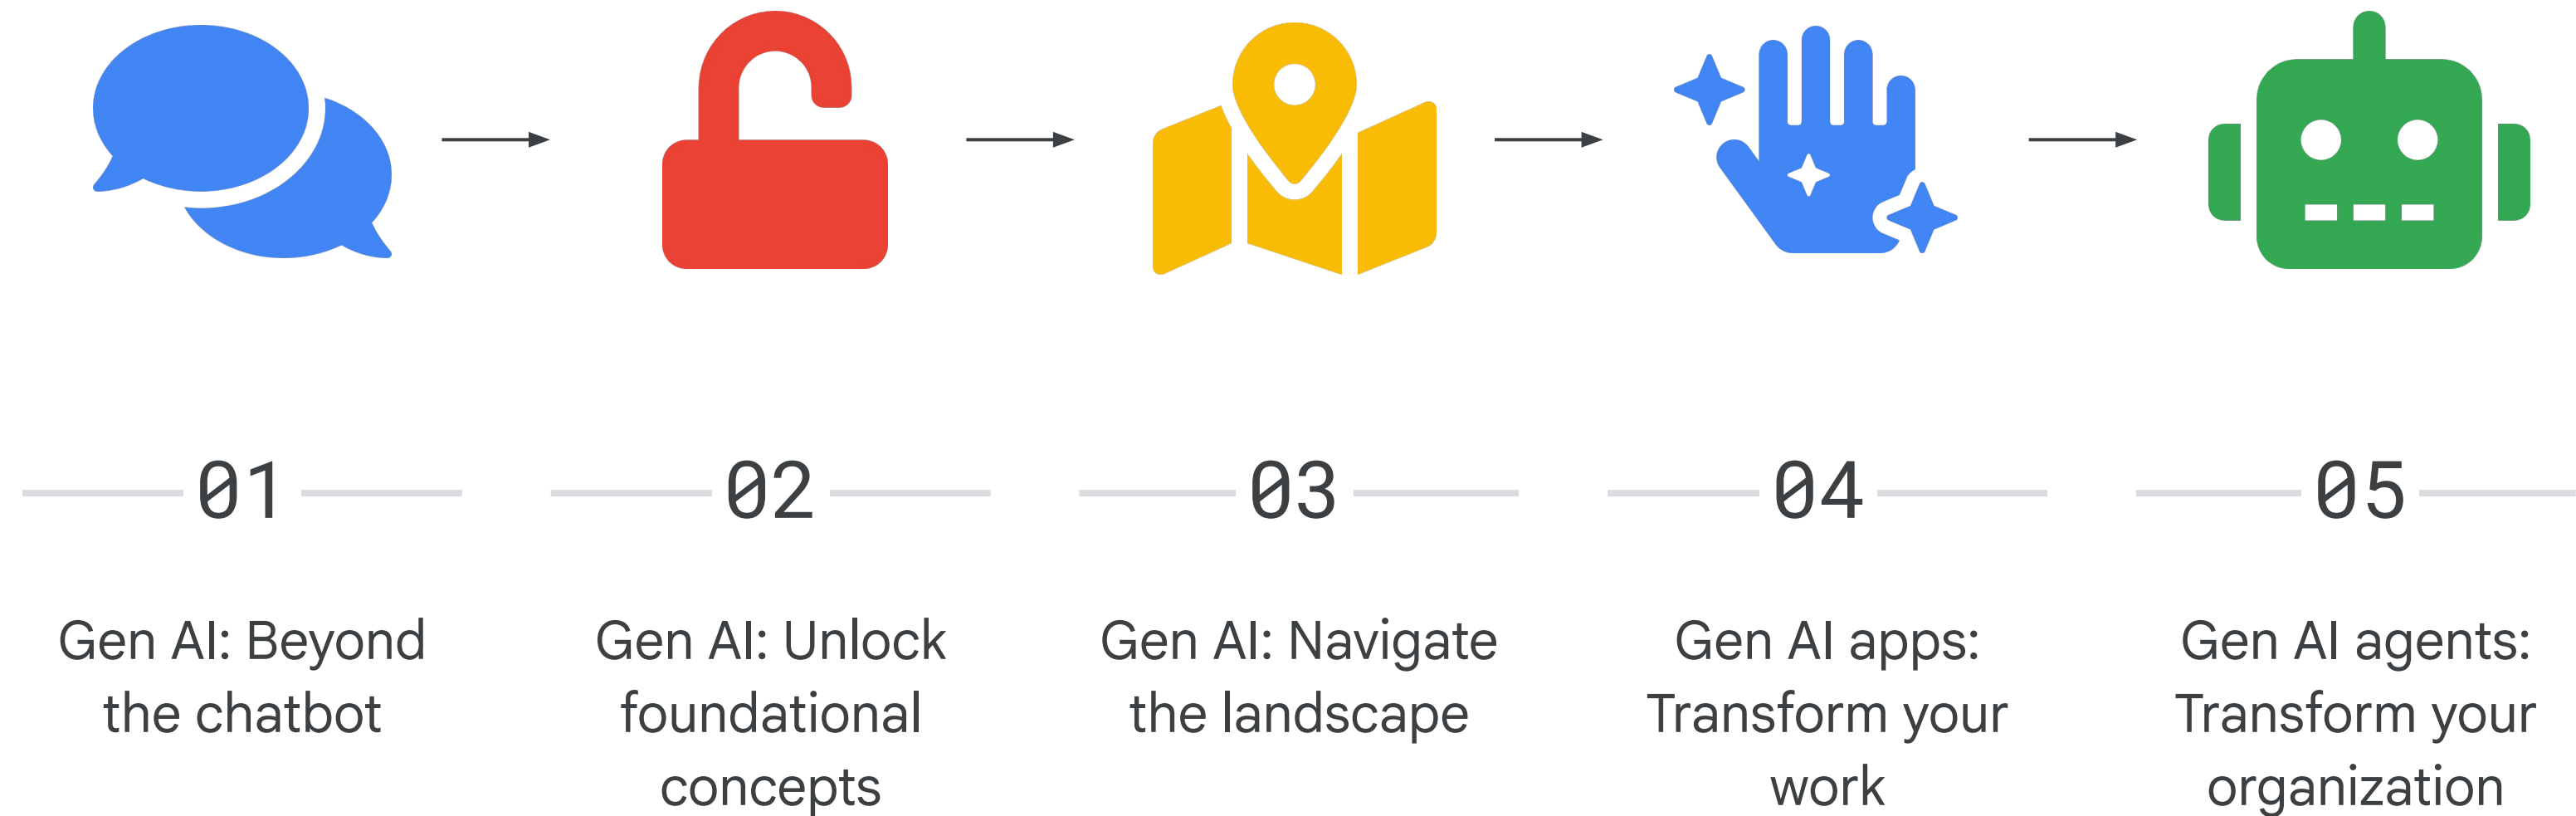 01
Gen AI: Beyond
the chatbot
02
Gen AI: Unlock
foundational
concepts
03
Gen AI: Navigate
the landscape
04
Gen AI apps:
Transform your
work
05
Gen AI agents:
Transform your
organization